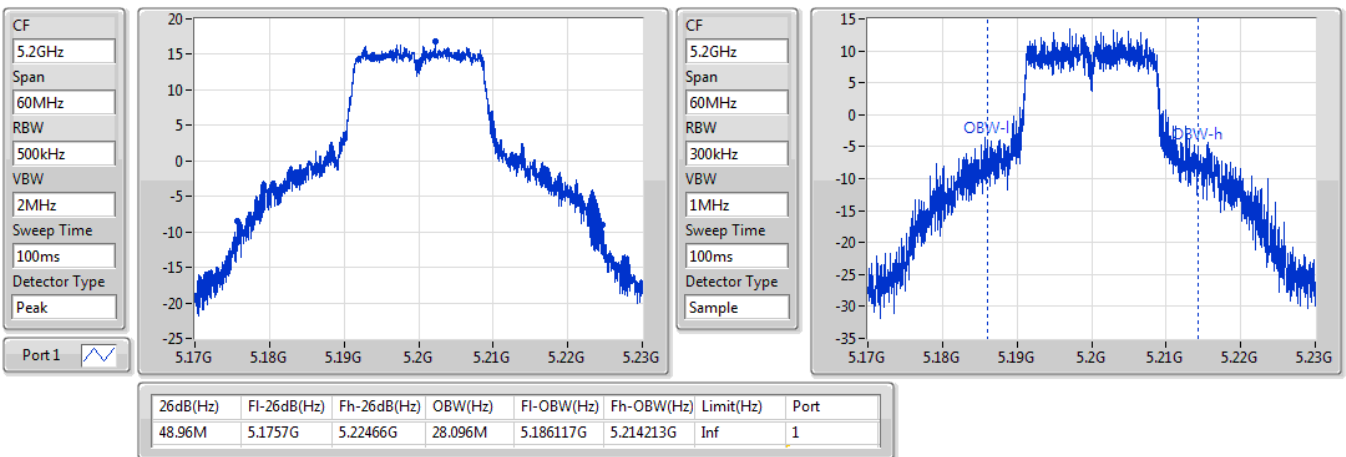 CF
5.2GHz
Span
60MHz
RBW
500kHz
VBW
2MHz
Sweep Time
100ms
Detector Type
Peak
Port 1
20
15
10
5
0
-5
-10
-15
-20
-25
5.17G 5.18G 5.19G 5.2G 5.21G 5.22G 5.23G
CF
5.2GHz
Span
60MHz
RBW
300kHz
VBW
1MHz
Sweep Time
100ms
Detector Type
Sample
15
10
5
0
-5
-10
-15
-20
-25
-30
-35
OBW-l OBW-h
5.17G 5.18G 5.19G 5.2G 5.21G 5.22G 5.23G
26dB(Hz) Fl-26dB(Hz) Fh-26dB(Hz) OBW(Hz) Fl-OBW(Hz) Fh-OBW(Hz) Limit(Hz) Port
48.96M 5.1757G 5.22466G 28.096M 5.186117G 5.214213G Inf 1